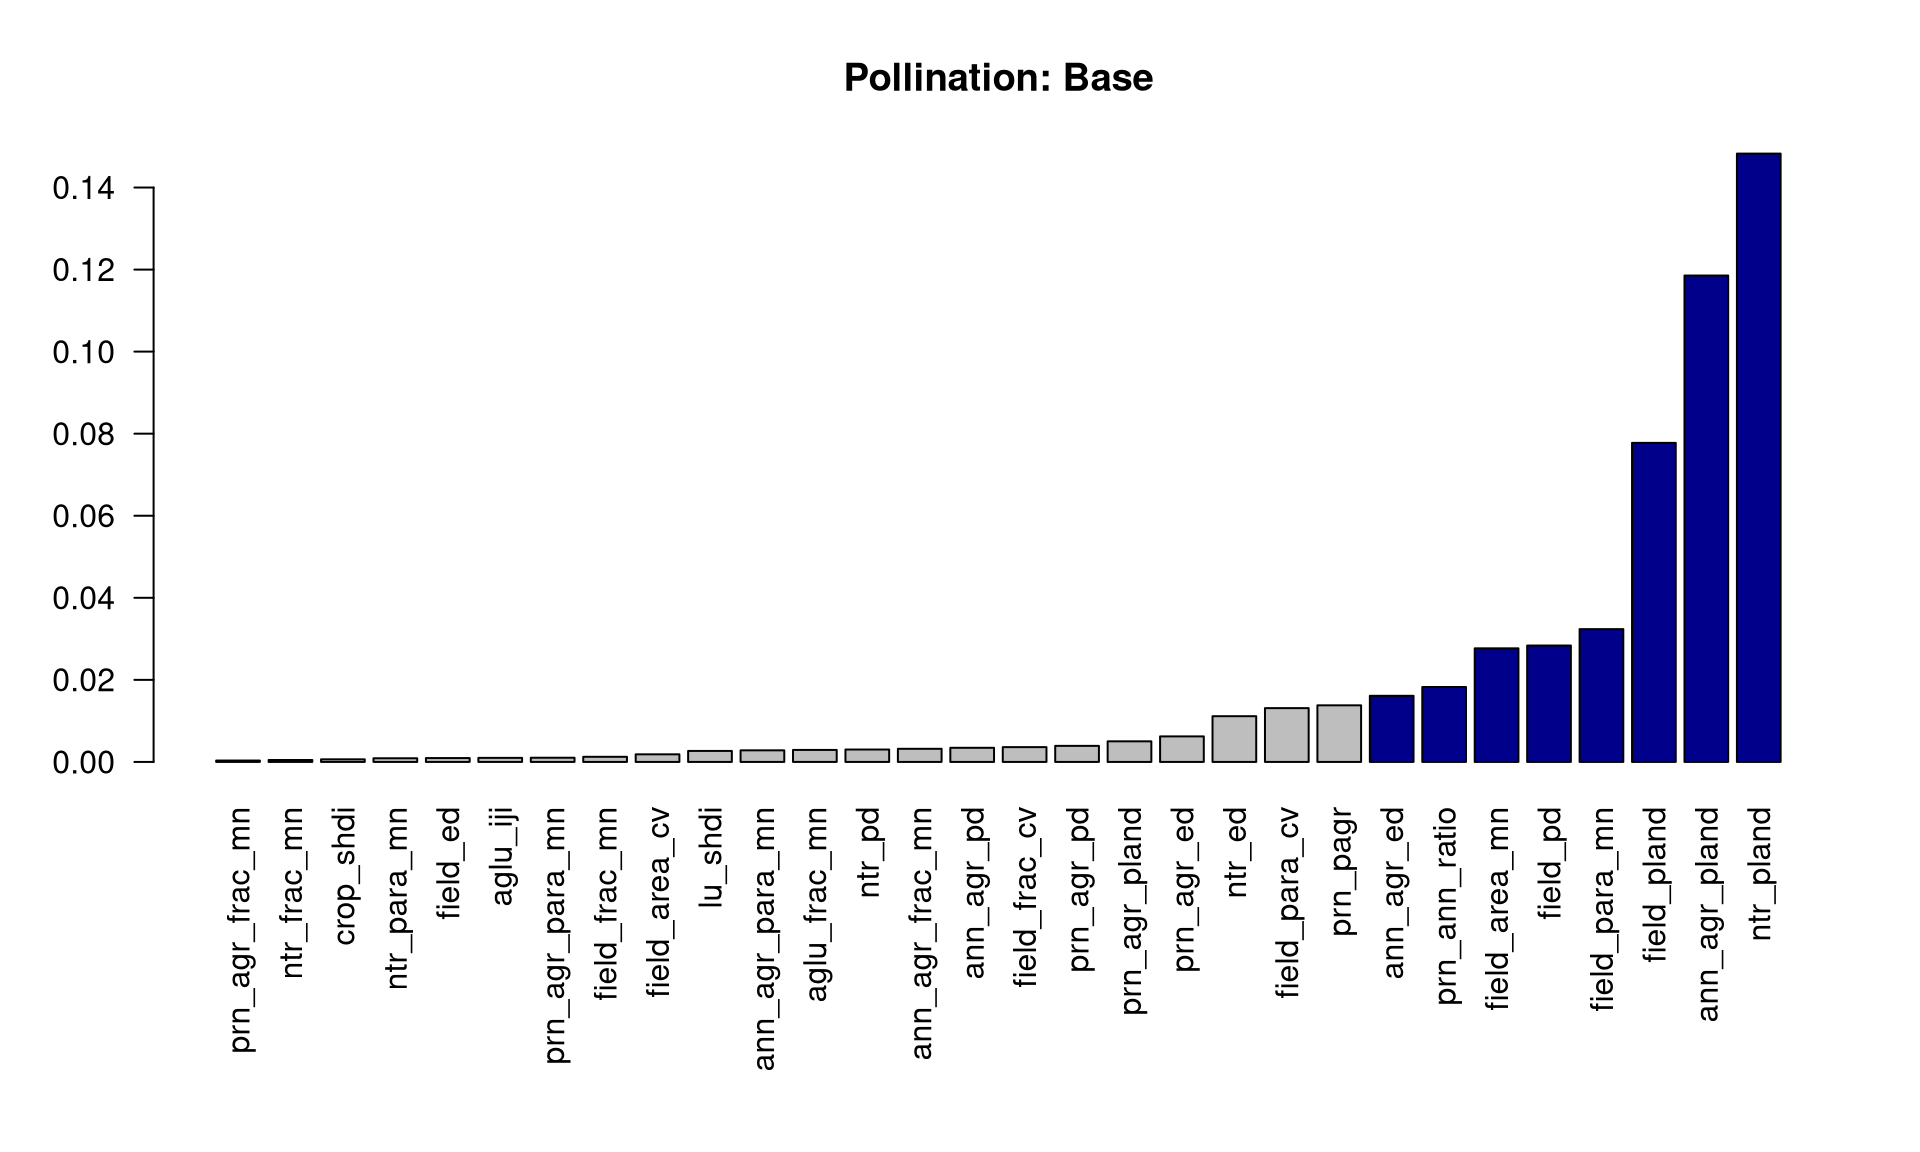 Pollination: Base
0.14
0.12
0.10
0.08
0.06
0.04
0.02
0.00
prn_agr_frac_mn
ntr_frac_mn
crop_shdi
ntr_para_mn
field_ed
aglu_iji
prn_agr_para_mn
field_frac_mn
field_area_cv
lu_shdi
ann_agr_para_mn
aglu_frac_mn
ntr_pd
ann_agr_frac_mn
ann_agr_pd
field_frac_cv
prn_agr_pd
prn_agr_pland
prn_agr_ed
ntr_ed
field_para_cv
prn_pagr
ann_agr_ed
prn_ann_ratio
field_area_mn
field_pd
field_para_mn
field_pland
ann_agr_pland
ntr_pland